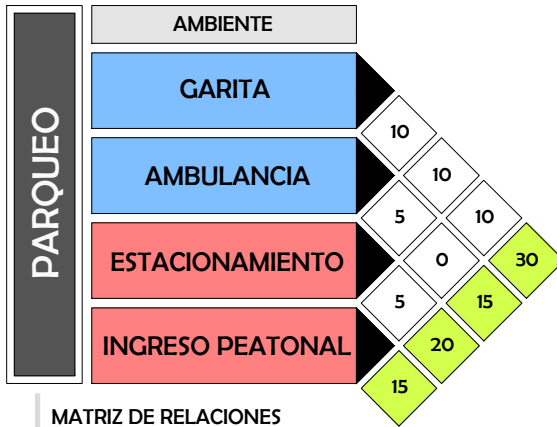 PARQUEO
AMBIENTE
GARITA
AMBULANCIA
ESTACIONAMIENTO
INGRESO PEATONAL
10
10
5
10
0
30
5
15
20
15
MATRIZ DE RELACIONES